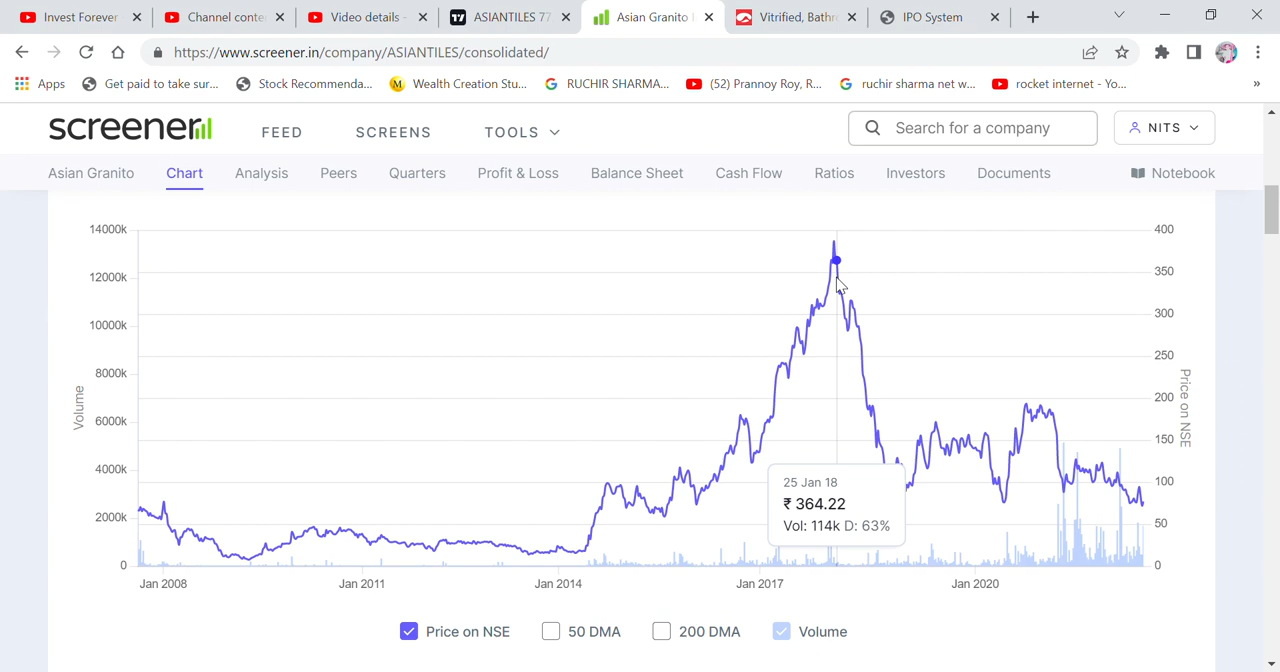 Invest Forever
Channel conte
Video details -
ASIANTILES 77
Asian Granito
Vitrified, Bathr
IPO System
https://www.screener.in/company/ASIANTILES/consolidated/
Apps
Get paid to take sur...
Stock Recommenda...
Wealth Creation Stu...
RUCHIR SHARMA...
(52) Prannoy Roy, R...
ruchir sharma net w...
rocket internet - Yo...
»
screener
FEED
SCREENS
TOOLS
Search for a company
NITS
Asian Granito
Chart
Analysis
Peers
Quarters
Profit & Loss
Balance Sheet
Cash Flow
Ratios
Investors
Documents
Notebook
14000k
12000k
10000k
8000k
6000k
4000k
2000k
0
Volume
400
350
300
250
200
150
100
50
0
Price on NSE
25 Jan 18
₹ 364.22
Vol: 114k D: 63%
Jan 2008
Jan 2011
Jan 2014
Jan 2017
Jan 2020
Price on NSE
50 DMA
200 DMA
Volume